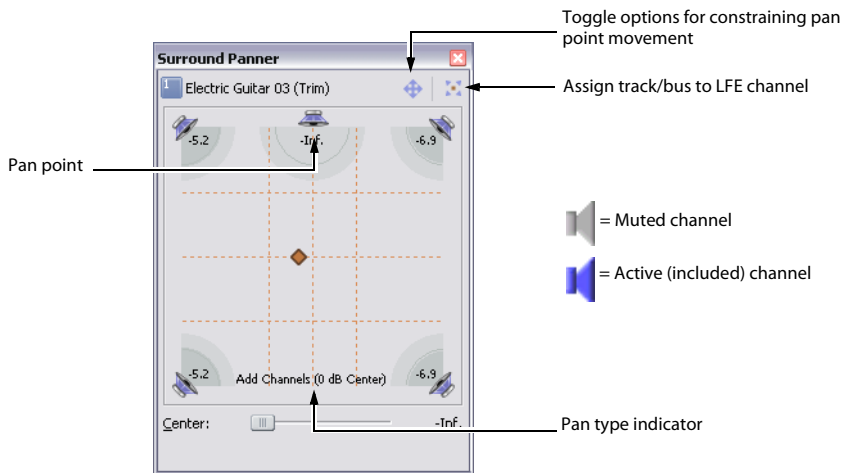 Toggle options for constraining pan
point movement
Surround Panner
1 Electric Guitar 03 (Trim)
Assign track/bus to LFE channel
-5.2 -Inf. -6.9
Pan point
= Muted channel
= Active (included) channel
-5.2 Add Channels (0 dB Center) -6.9
Center: -Inf.
Pan type indicator